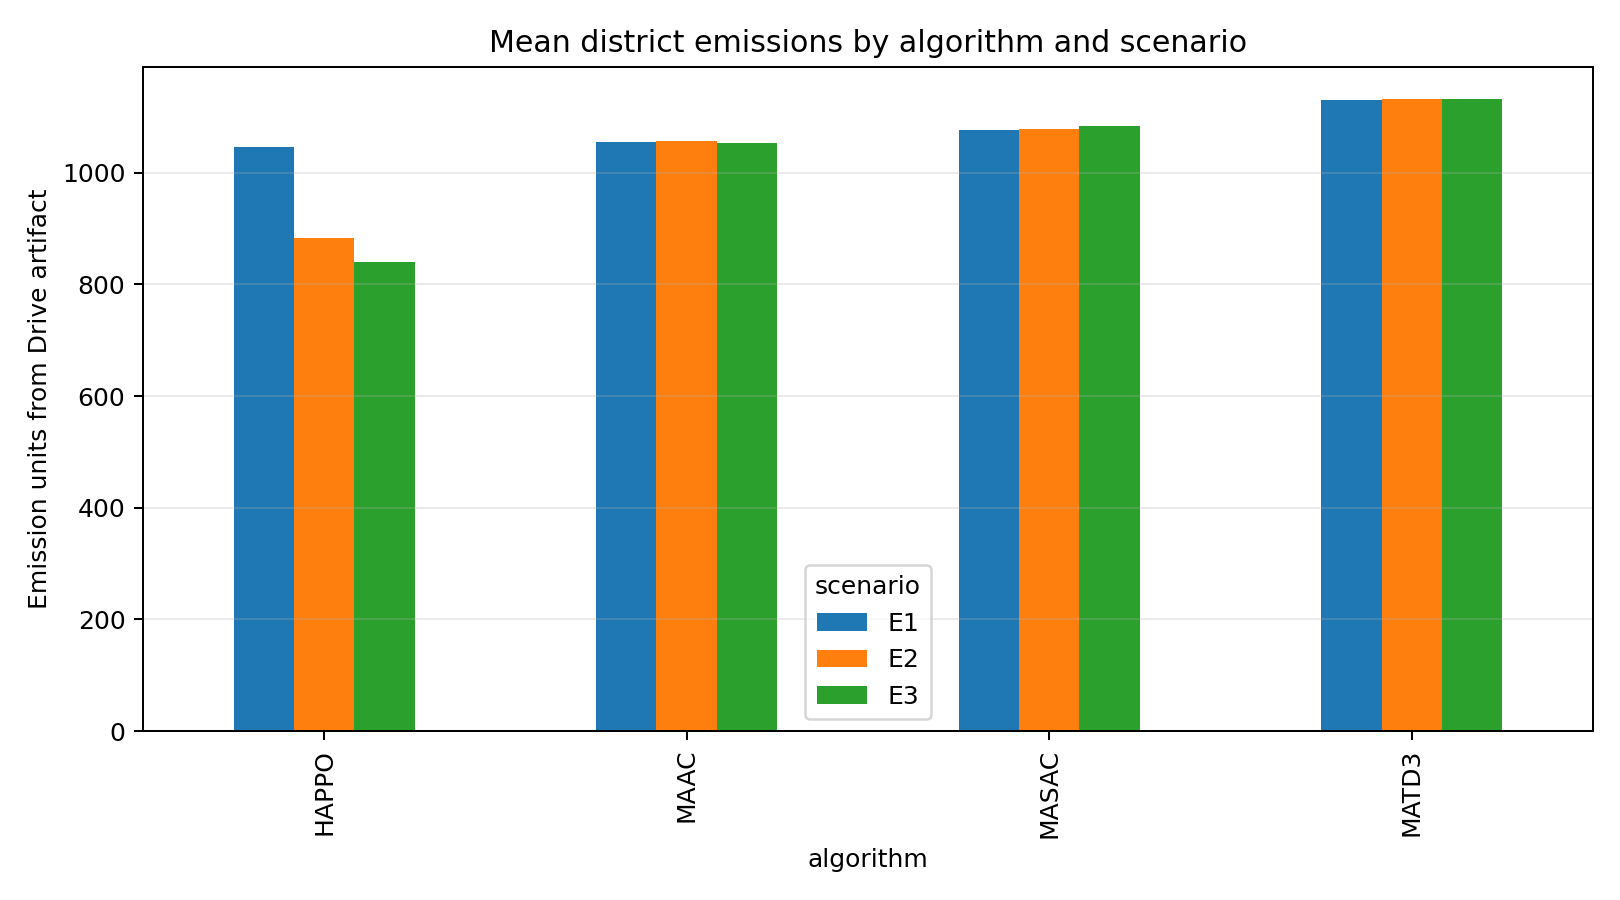 Mean district emissions by algorithm and scenario
Emission units from Drive artifact
1000
800
600
400
200
0
scenario
E1
E2
E3
HAPPO
MAAC
MASAC
MATD3
algorithm